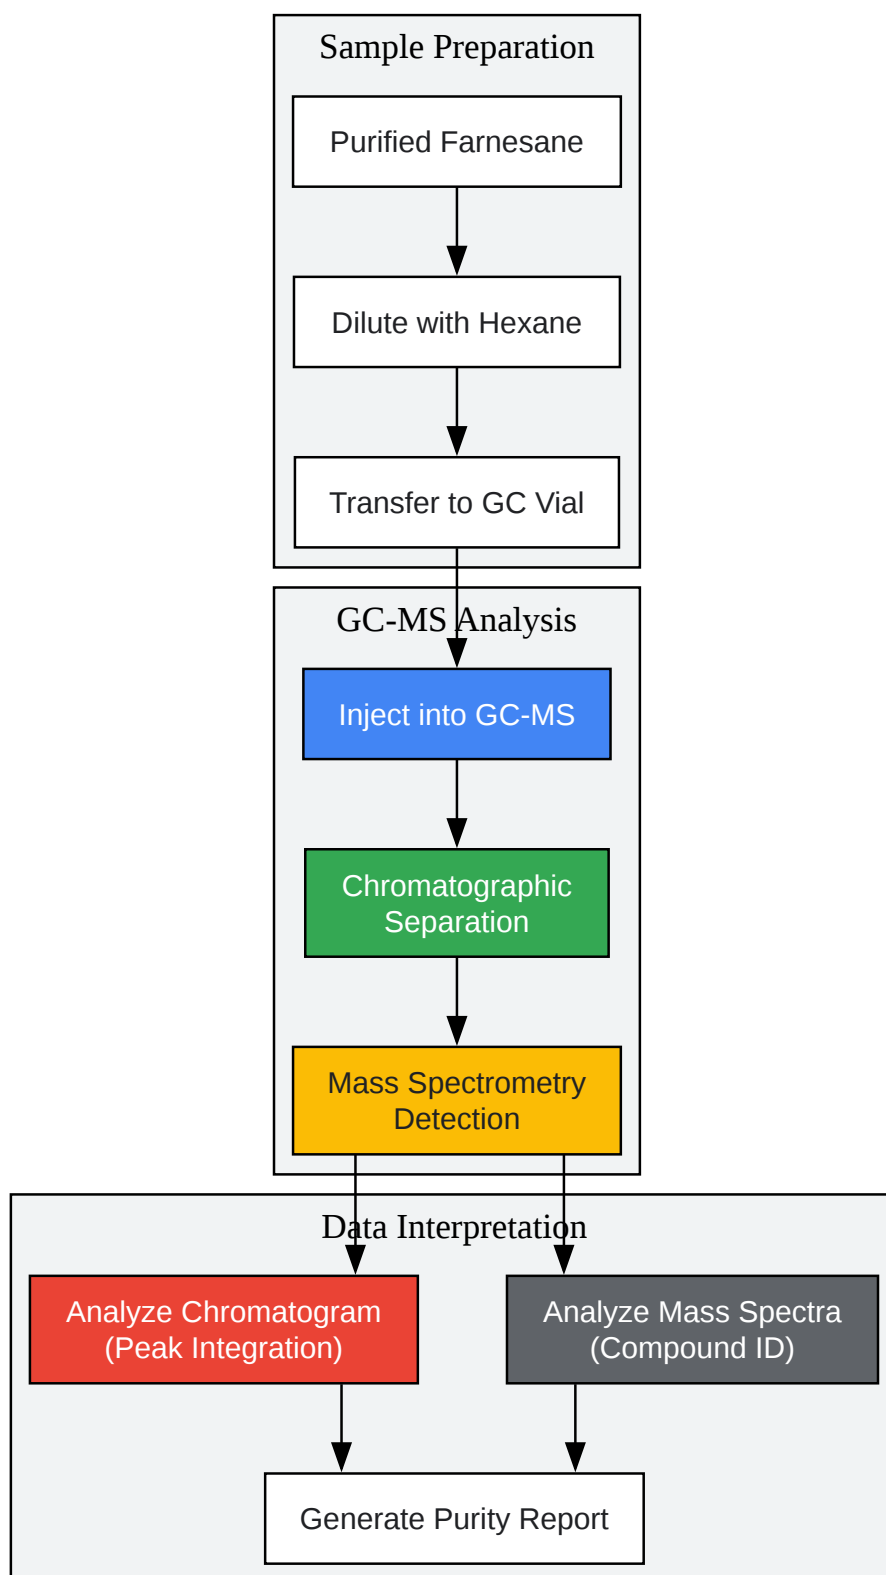 Sample Preparation
Purified Farnesane
Dilute with Hexane
Transfer to GC Vial
GC-MS Analysis
Inject into GC-MS
Chromatographic
Separation
Mass Spectrometry
Detection
Data Interpretation
Analyze Chromatogram
(Peak Integration)
Analyze Mass Spectra
(Compound ID)
Generate Purity Report